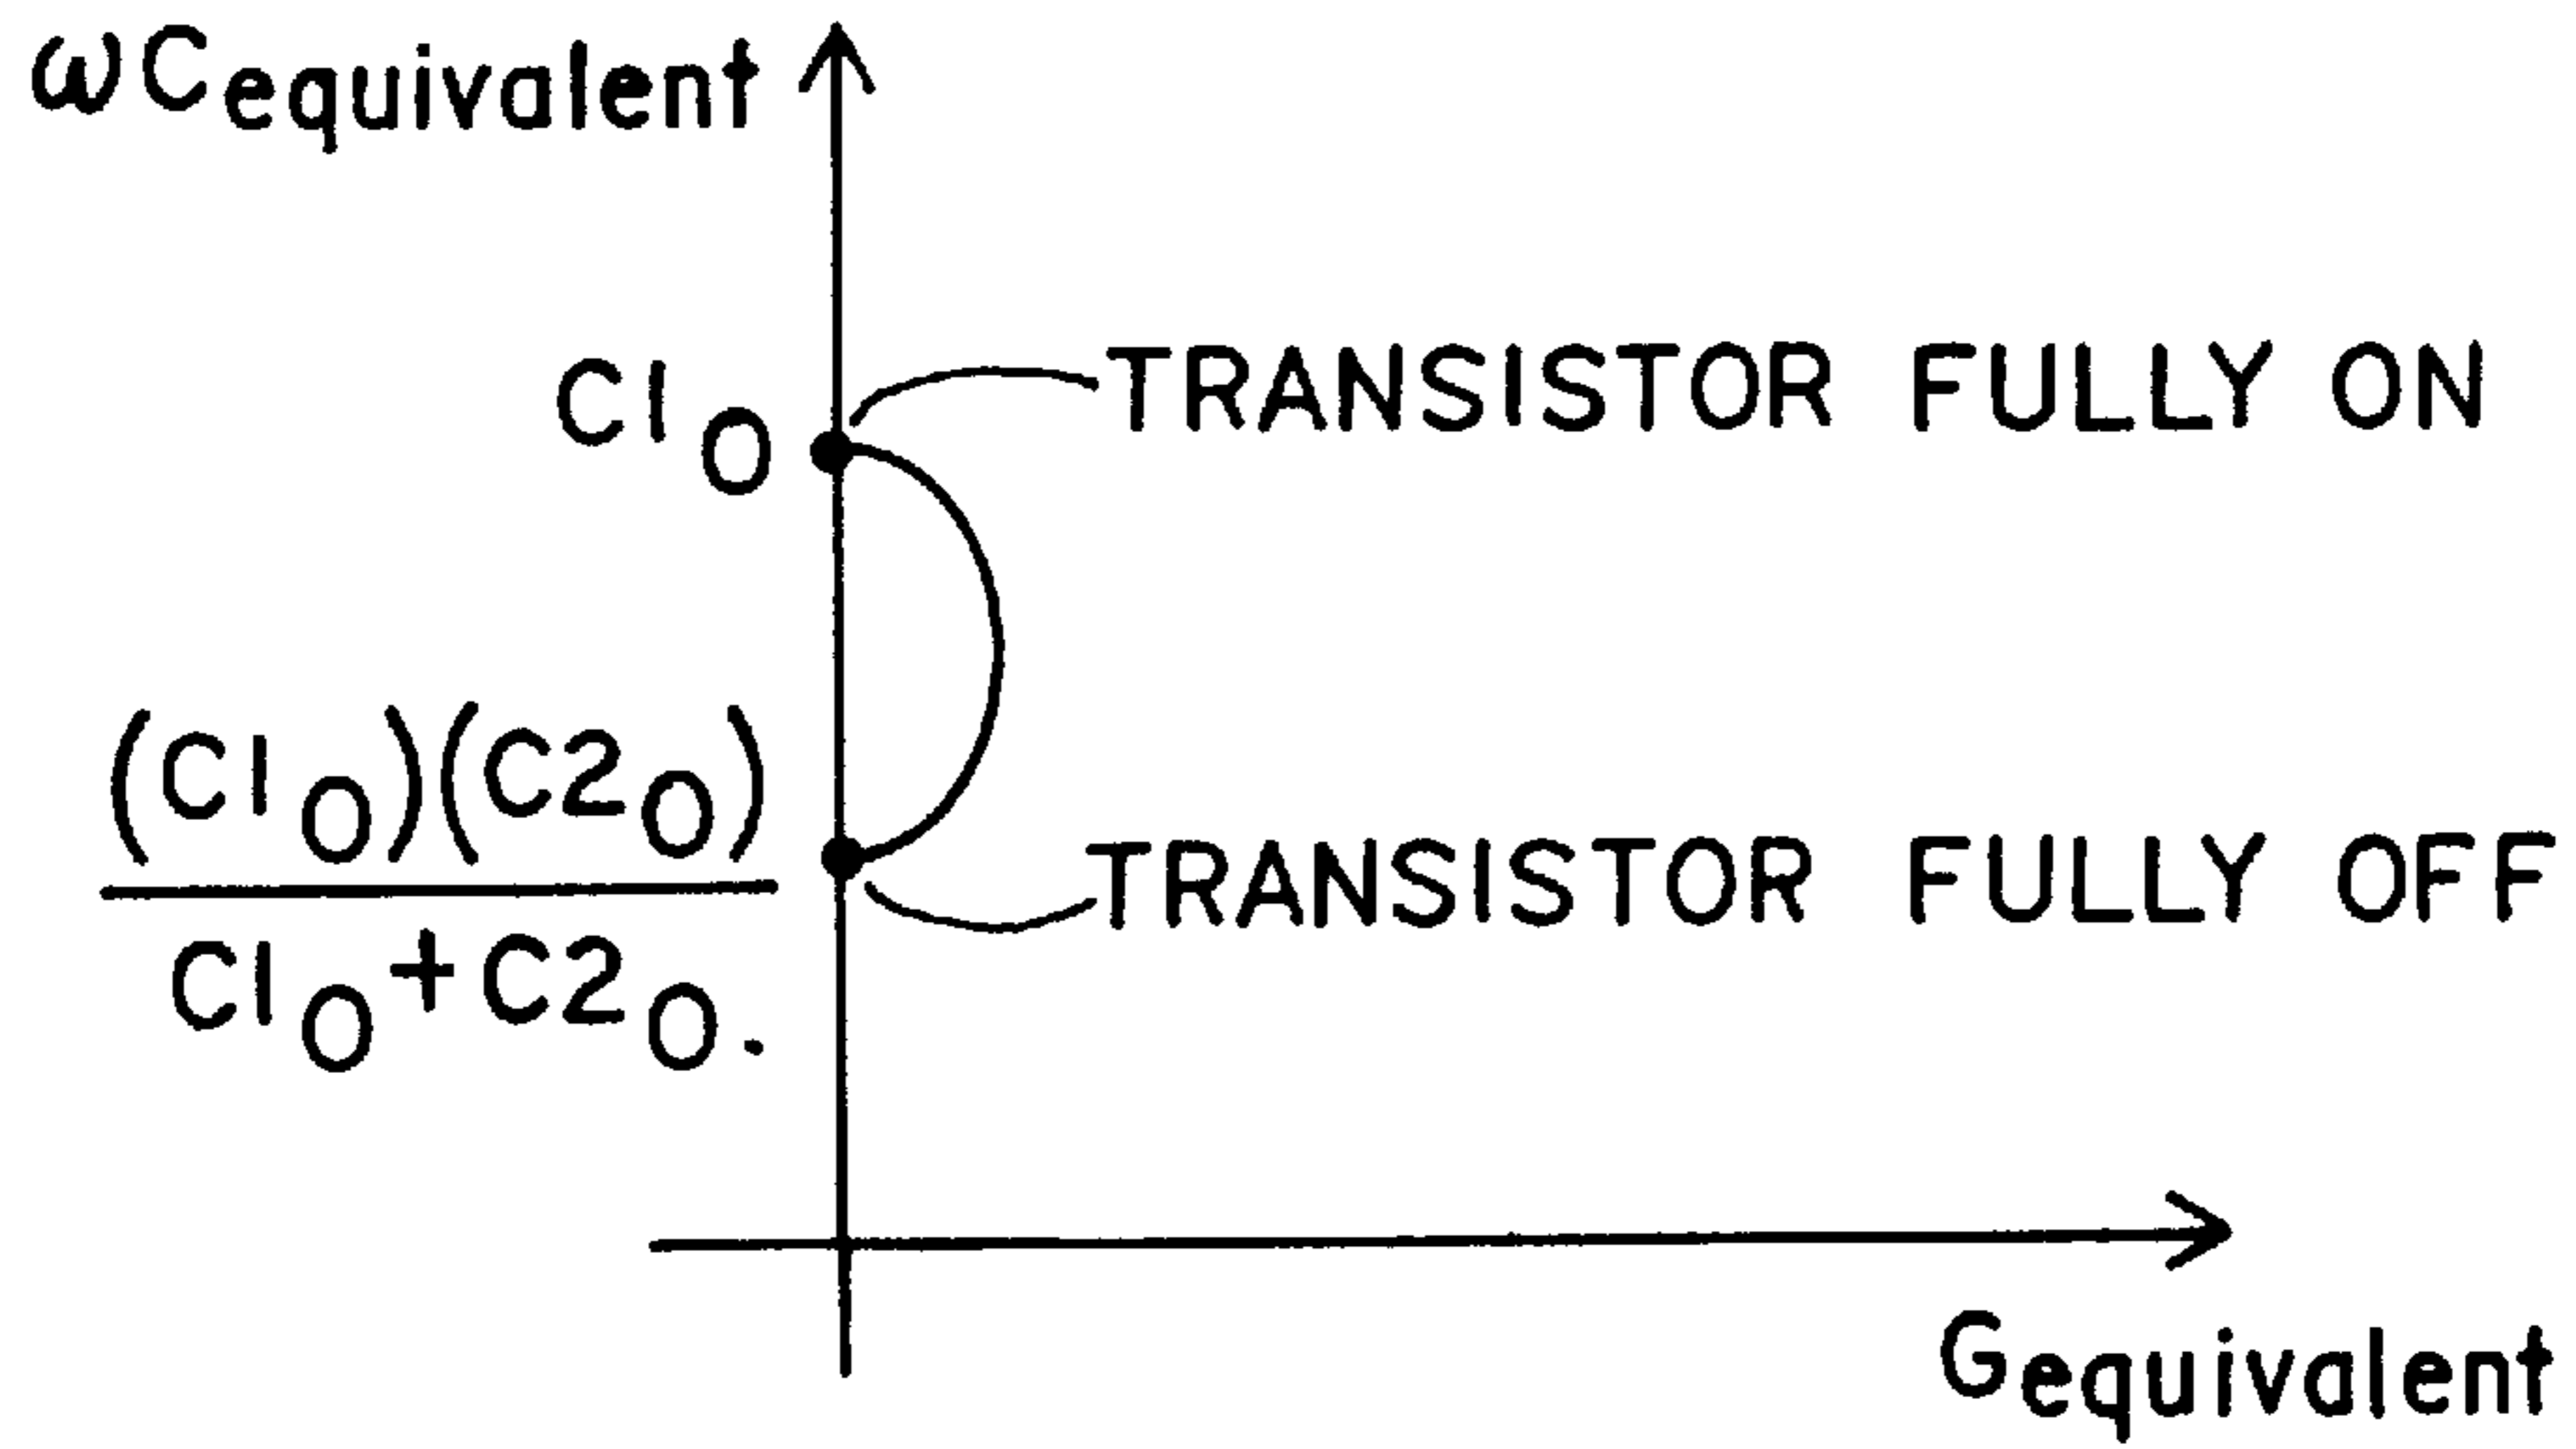 ωCequivalent
C1O
TRANSISTOR FULLY ON
(C1O)(C2O)
C1O+C2O.
TRANSISTOR FULLY OFF
Gequivalent